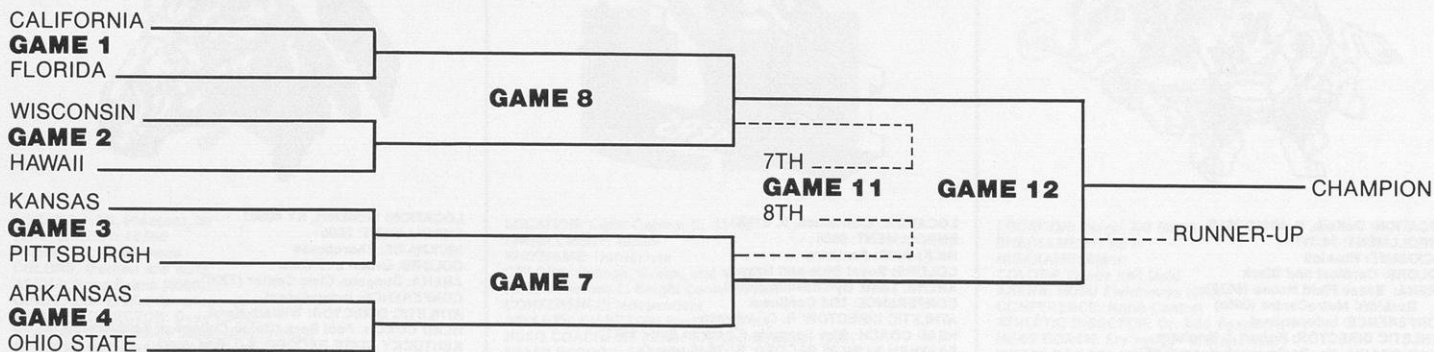 CALIFORNIA
GAME 1
FLORIDA
WISCONSIN
GAME 2
HAWAII
KANSAS
GAME 3
PITTSBURGH
ARKANSAS
GAME 4
OHIO STATE
GAME 8
GAME 7
7TH
GAME 11
8TH
GAME 12
CHAMPION
RUNNER-UP